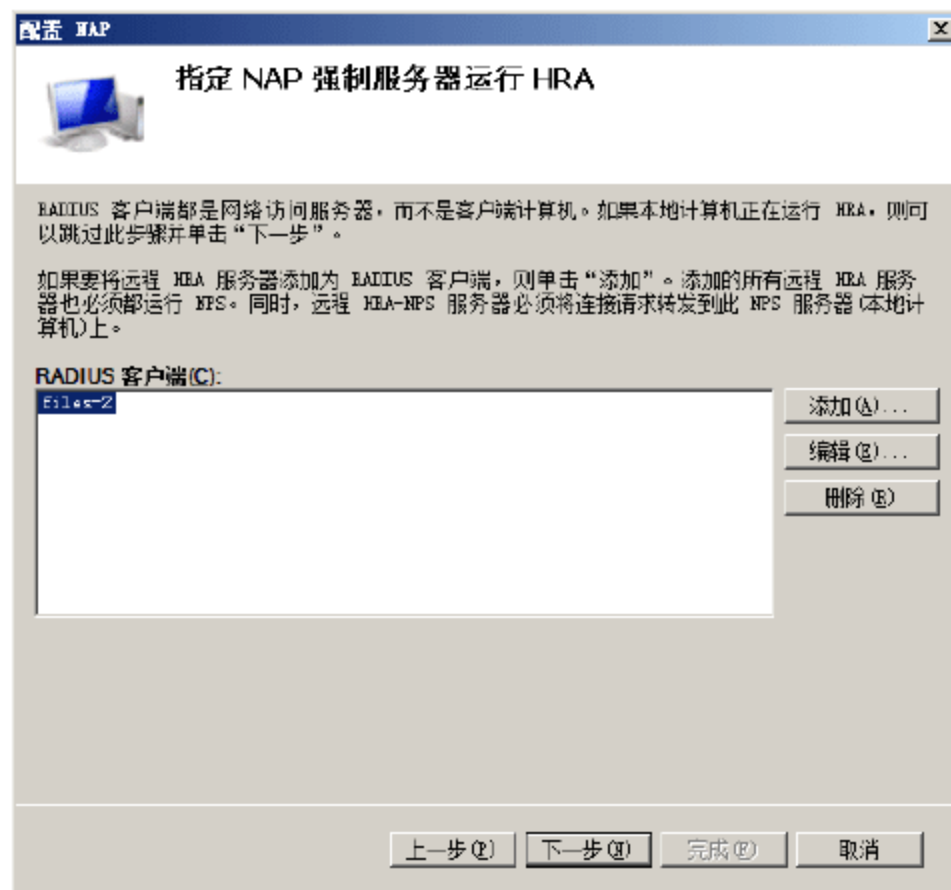 配置 NAP
指定 NAP 强制服务器运行 HRA
RADIUS 客户端都是网络访问服务器，而不是客户端计算机。如果本地计算机正在运行 HRA，则可
以跳过此步骤并单击“下一步”。
如果要将远程 HRA 服务器添加为 RADIUS 客户端，则单击“添加”。添加的所有远程 HRA 服务
器也必须都运行 NPS。同时，远程 HRA-NPS 服务器必须将连接请求转发到此 NPS 服务器(本地计
算机)上。
RADIUS 客户端(C):
files-2
添加(A)...
编辑(E)...
删除(R)
上一步(P)
下一步(N)
完成(F)
取消